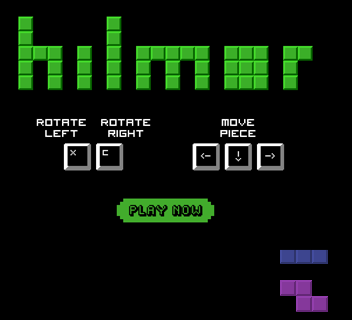 hilmar
ROTATE LEFT
ROTATE RIGHT
MOVE PIECE
X C <- ↓ ->
PLAY NOW